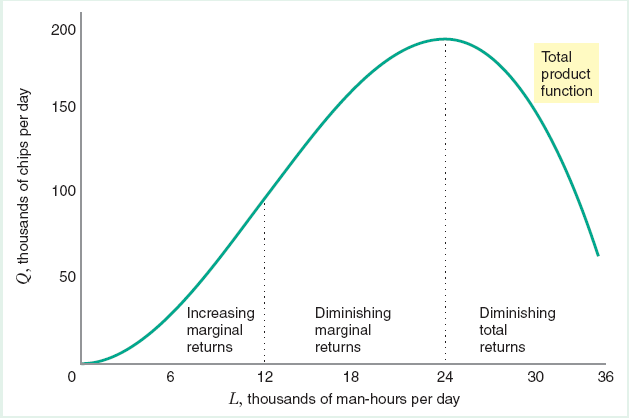 200
150
100
50
0
Q, thousands of chips per day
Total
product
function
Increasing
marginal
returns
Diminishing
marginal
returns
Diminishing
total
returns
6
12
18
24
30
36
L, thousands of man-hours per day